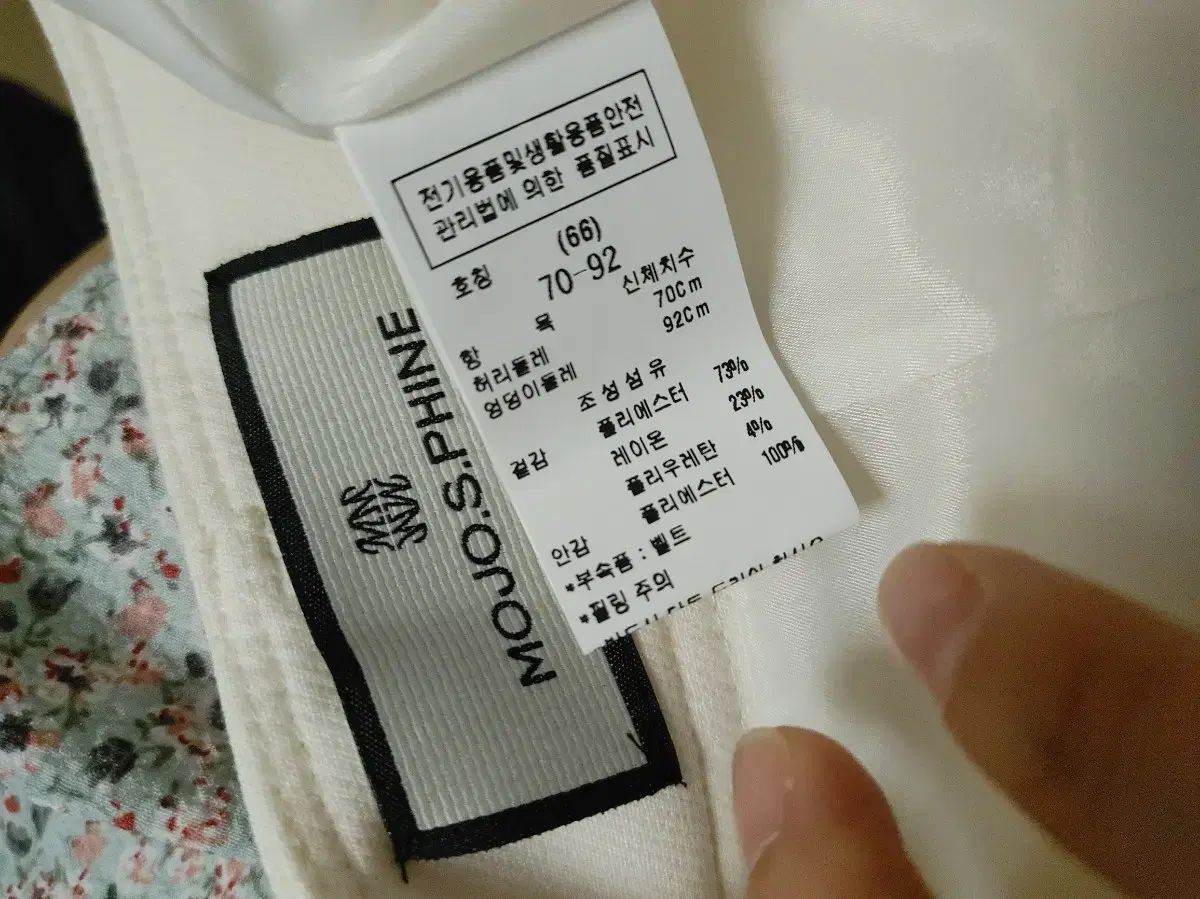 전기용품및생활용품안전
관리법에 의한 품질표시
(66)
호칭 70-92
항 목 신체치수
허리둘레 70Cm
엉덩이둘레 92Cm
조성섬유
겉감 폴리에스터 73%
레이온 23%
폴리우레탄 4%
안감 폴리에스터 100%
*부속품 : 벨트
*필링 주의
MOJO.S.PHINE